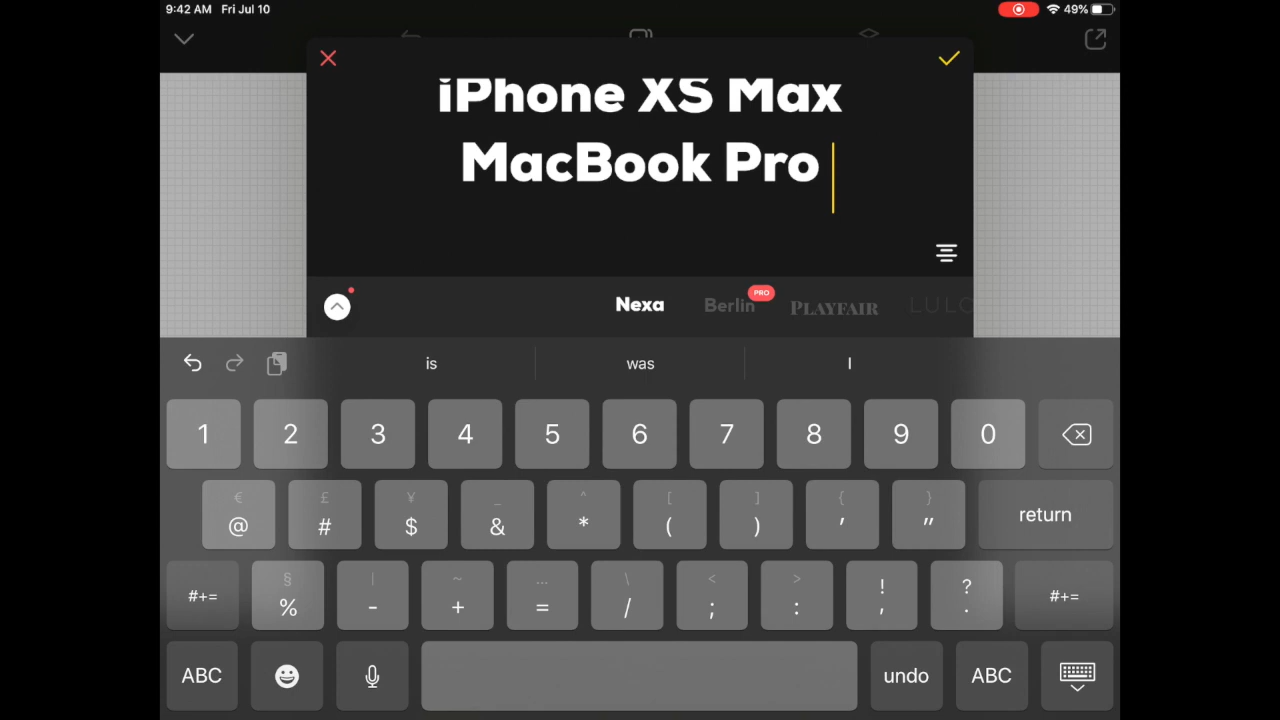 9:42 AM Fri Jul 10
49%
iPhone XS Max
MacBook Pro
Nexa Berlin PRO PLAYFAIR LULO
is was I
1 2 3 4 5 6 7 8 9 0
€ £ ¥ _ ^ [ ] { }
@ # $ & * ( ) ' " return
§ | ~ … \ < > ! ?
#+= % - + = / ; : , . #+=
ABC undo ABC